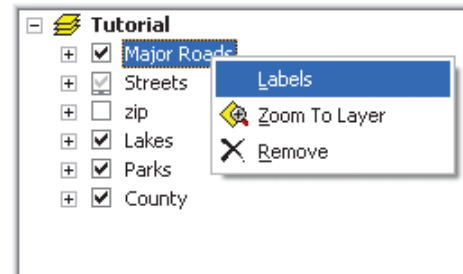 Tutorial
Major Roads
Streets
zip
Lakes
Parks
County
Labels
Zoom To Layer
Remove